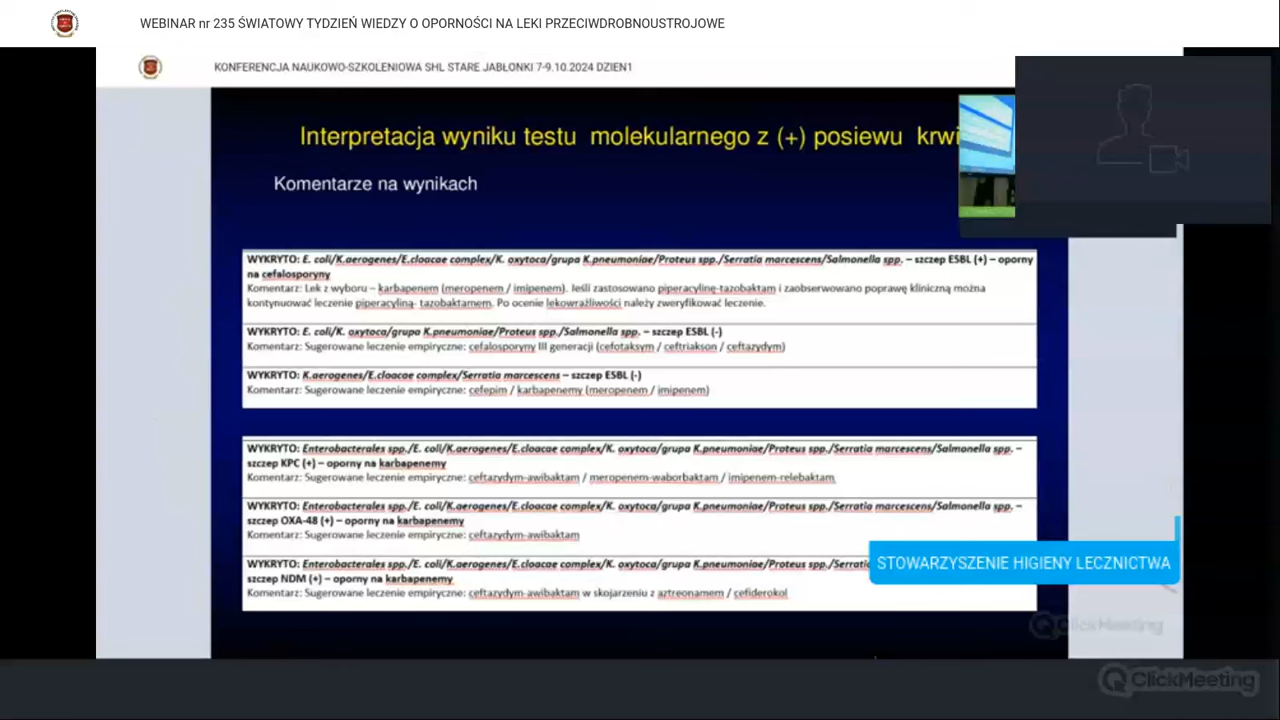 WEBINAR nr 235 ŚWIATOWY TYDZIEŃ WIEDZY O OPORNOŚCI NA LEKI PRZECIWDROBNOUSTROJOWE
KONFERENCJA NAUKOWO-SZKOLENIOWA SHL STARE JABŁONKI 7-9.10.2024 DZIEN1
Interpretacja wyniku testu molekularnego z (+) posiewu krwi
Komentarze na wynikach
WYKRYTO: E. coli/K.aerogenes/E.cloacae complex/K. oxytoca/grupa K.pneumoniae/Proteus spp./Serratia marcescens/Salmonella spp. – szczep ESBL (+) – oporny
na cefalosporyny
Komentarz: Lek z wyboru – karbapenem (meropenem / imipenem). Jeśli zastosowano piperacylinę-tazobaktam i zaobserwowano poprawę kliniczną można
kontynuować leczenie piperacyliną- tazobaktamem. Po ocenie lekowrażliwości należy zweryfikować leczenie.
WYKRYTO: E. coli/K. oxytoca/grupa K.pneumoniae/Proteus spp./Salmonella spp. – szczep ESBL (-)
Komentarz: Sugerowane leczenie empiryczne: cefalosporyny III generacji (cefotaksym / ceftriakson / ceftazydym)
WYKRYTO: K.aerogenes/E.cloacae complex/Serratia marcescens – szczep ESBL (-)
Komentarz: Sugerowane leczenie empiryczne: cefepim / karbapenemy (meropenem / imipenem)
WYKRYTO: Enterobacterales spp./E. coli/K.aerogenes/E.cloacae complex/K. oxytoca/grupa K.pneumoniae/Proteus spp./Serratia marcescens/Salmonella spp. –
szczep KPC (+) – oporny na karbapenemy
Komentarz: Sugerowane leczenie empiryczne: ceftazydym-awibaktam / meropenem-waborbaktam / imipenem-relebaktam
WYKRYTO: Enterobacterales spp./E. coli/K.aerogenes/E.cloacae complex/K. oxytoca/grupa K.pneumoniae/Proteus spp./Serratia marcescens/Salmonella spp. –
szczep OXA-48 (+) – oporny na karbapenemy
Komentarz: Sugerowane leczenie empiryczne: ceftazydym-awibaktam
WYKRYTO: Enterobacterales spp./E. coli/K.aerogenes/E.cloacae complex/K. oxytoca/grupa K.pneumoniae/Proteus spp./Serratia
szczep NDM (+) – oporny na karbapenemy
Komentarz: Sugerowane leczenie empiryczne: ceftazydym-awibaktam w skojarzeniu z aztreonamem / cefiderokol
STOWARZYSZENIE HIGIENY LECZNICTWA
ClickMeeting
ClickMeeting